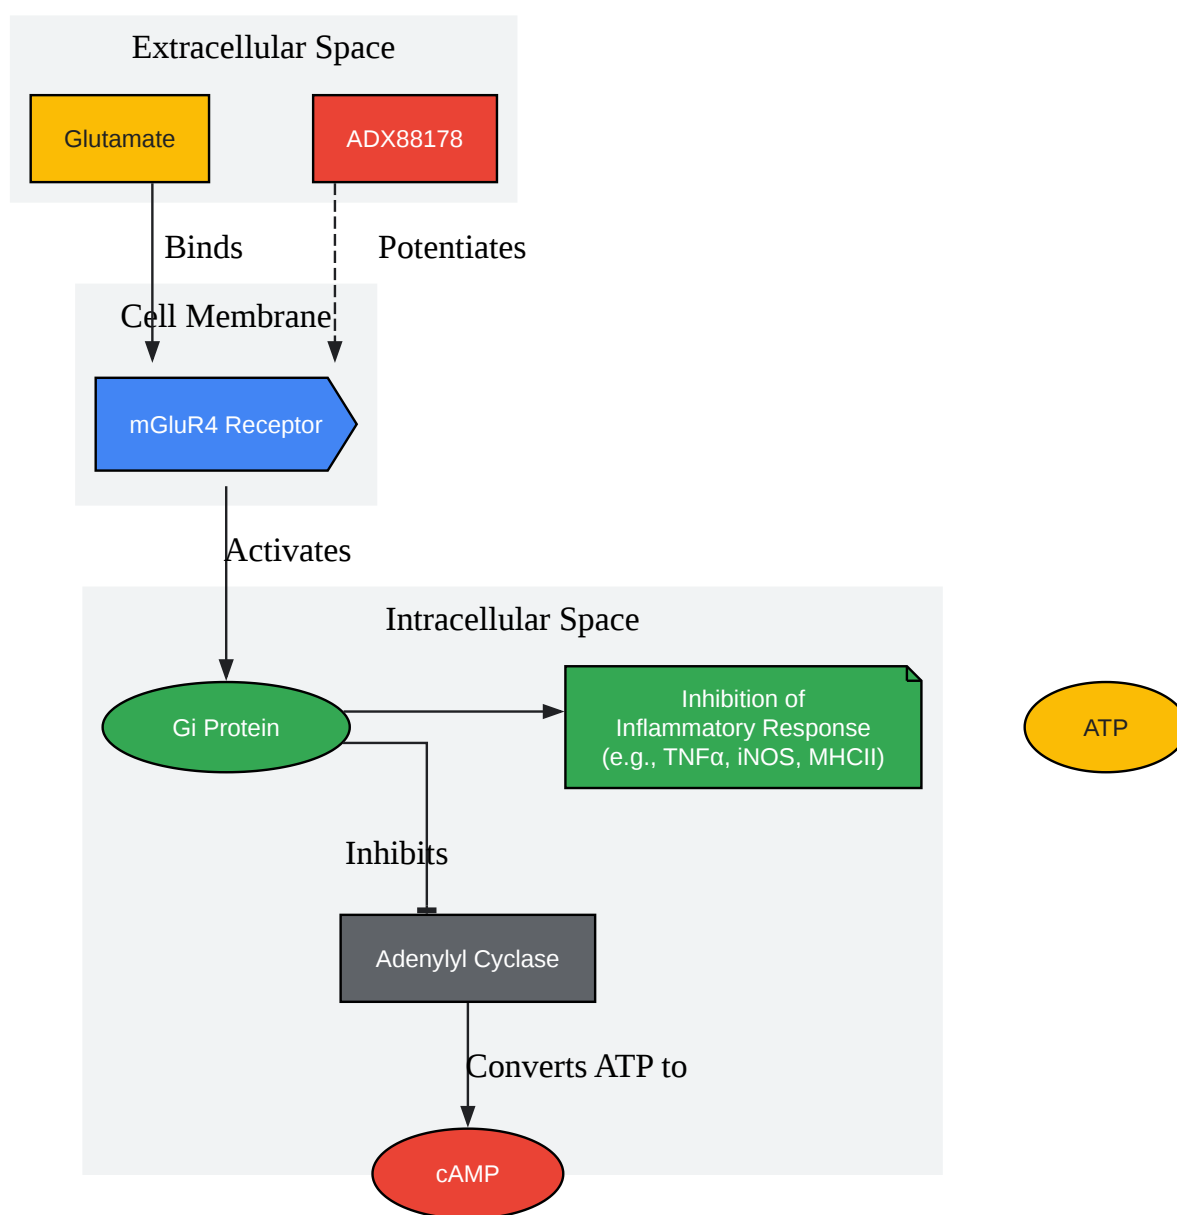 Extracellular Space
Glutamate
ADX88178
Binds
Potentiates
Cell Membrane
mGluR4 Receptor
Activates
Intracellular Space
Gi Protein
Inhibition of
Inflammatory Response
(e.g., TNFα, iNOS, MHCII)
ATP
Inhibits
Adenylyl Cyclase
Converts ATP to
cAMP